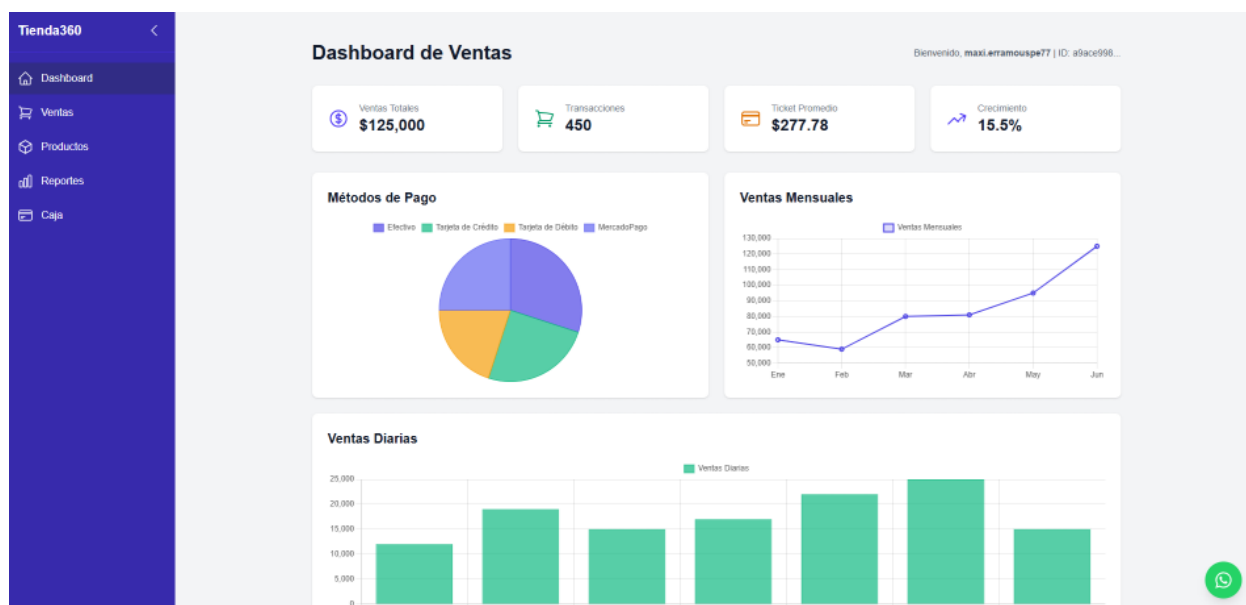 Tienda360
Dashboard
Ventas
Productos
Reportes
Caja
Dashboard de Ventas
Bienvenido, maxi.erramouspe77 | ID: a9ace998...
Ventas Totales
$125,000
Transacciones
450
Ticket Promedio
$277.78
Crecimiento
15.5%
Métodos de Pago
Efectivo Tarjeta de Crédito Tarjeta de Débito MercadoPago
Ventas Mensuales
Ventas Mensuales
130,000
120,000
110,000
100,000
90,000
80,000
70,000
60,000
50,000
Ene Feb Mar Abr May Jun
Ventas Diarias
Ventas Diarias
25,000
20,000
15,000
10,000
5,000
0